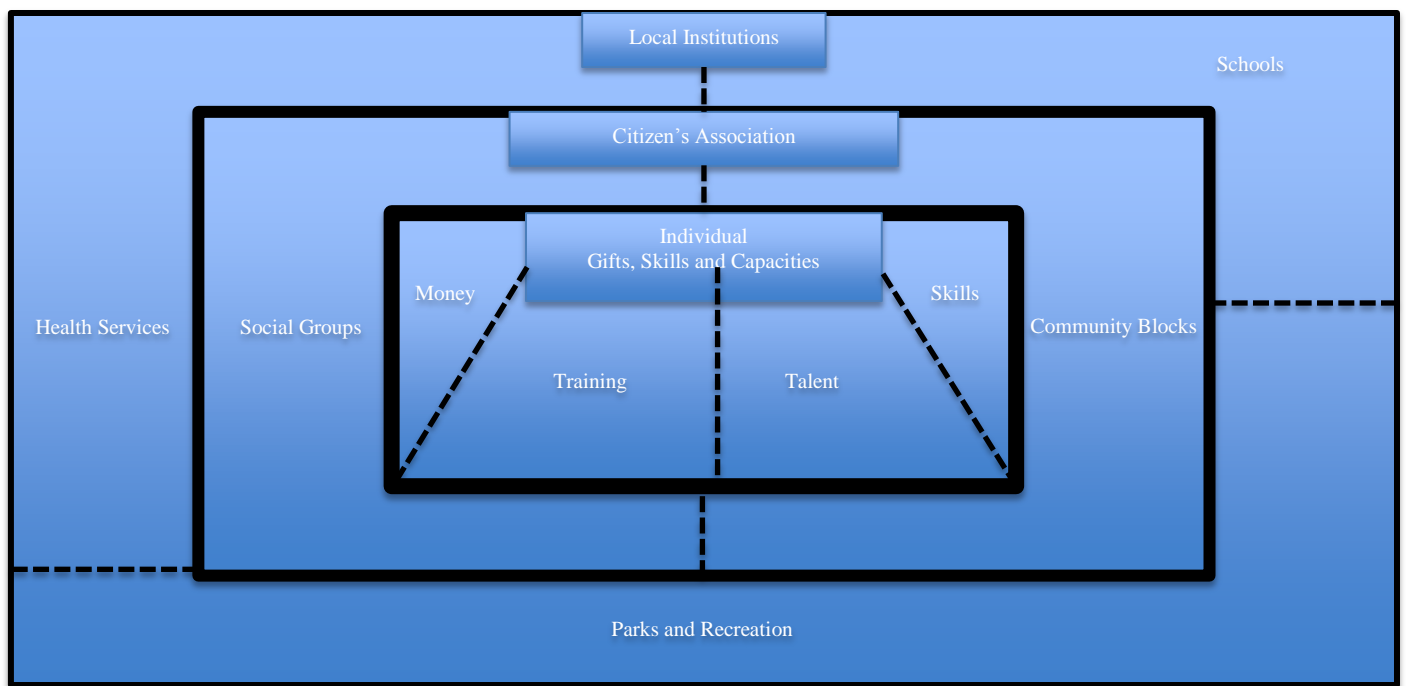 Local Institutions
Schools
Citizen’s Association
Individual
Gifts, Skills and Capacities
Money
Skills
Health Services
Social Groups
Community Blocks
Training
Talent
Parks and Recreation